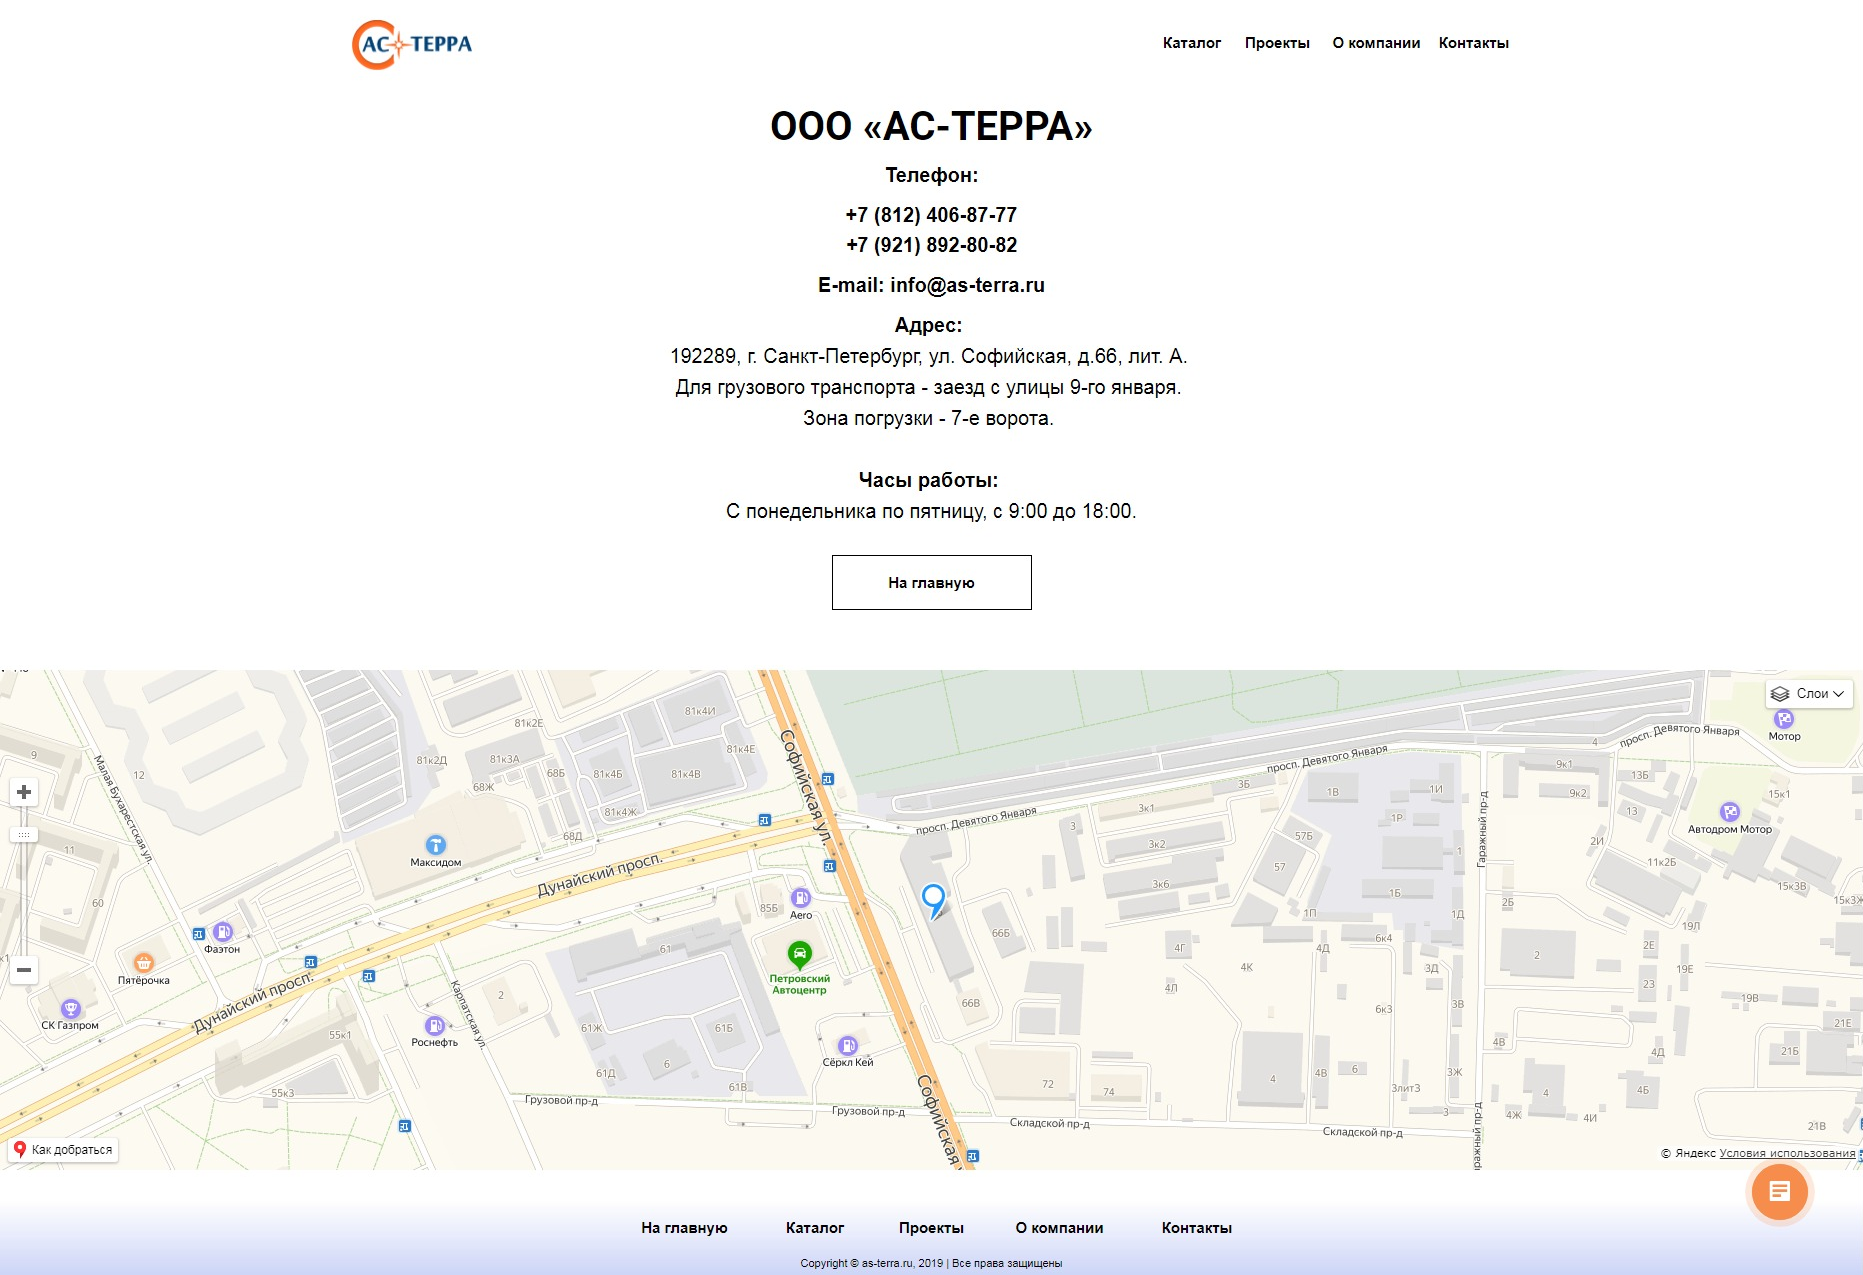 АС ТЕРРА
Каталог Проекты О компании Контакты
ООО «АС-ТЕРРА»
Телефон:
+7 (812) 406-87-77
+7 (921) 892-80-82
E-mail: info@as-terra.ru
Адрес:
192289, г. Санкт-Петербург, ул. Софийская, д.66, лит. А.
Для грузового транспорта - заезд с улицы 9-го января.
Зона погрузки - 7-е ворота.
Часы работы:
С понедельника по пятницу, с 9:00 до 18:00.
На главную
Слои
Мотор
просп. Девятого Января
просп. Девятого Января
просп. Девятого Января
Софийская ул.
Малая Бухарестская ул.
Гаражный пр-д
Автодром Мотор
Максидом
Дунайский просп.
Aero
Фаэтон
Пятёрочка
Петровский
Автоцентр
СК Газпром
Дунайский просп.
Карпатская ул.
Роснефть
Сёркл Кей
Грузовой пр-д
Грузовой пр-д
Софийская
Складской пр-д
Складской пр-д
81к4И
81к2Е
81к2Д
81к3А
81к4Е
68Б
81к4Б
81к4В
68Ж
81к4Ж
68Д
9
12
11
60
85Б
61
66Б
66В
2
55к1
55к3
61Ж
61Б
61Д
6
61В
72
74
3
3к1
3к2
3к6
3Б
1В
1И
1Р
57Б
57
1
1Б
1П
1Д
4
9к1
9к2
13Б
13
15к1
2И
11к2Б
15к3В
2Б
19Л
6к4
4Г
4Д
4К
4Л
3Д
6к3
3В
2
2Е
19Е
23
19В
21Е
21Б
4В
4Д
4
4В
6
3Ж
3литЗ
3
4
4Ж
4И
4Б
21В
Как добраться
© Яндекс Условия использования
На главную Каталог Проекты О компании Контакты
Copyright © as-terra.ru, 2019 | Все права защищены